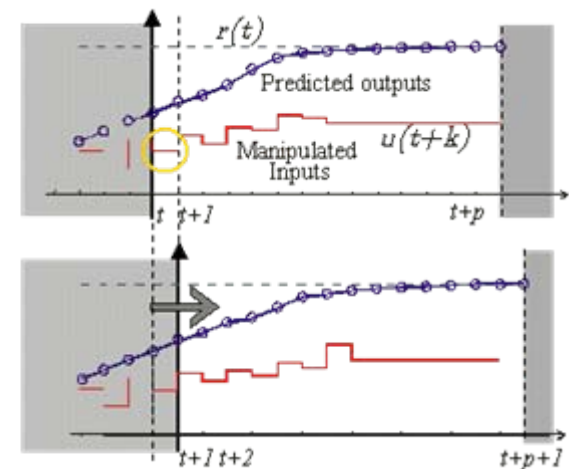 r(t)
Predicted outputs
u(t+k)
Manipulated
Inputs
t t+1 t+p
t+1 t+2 t+p+1